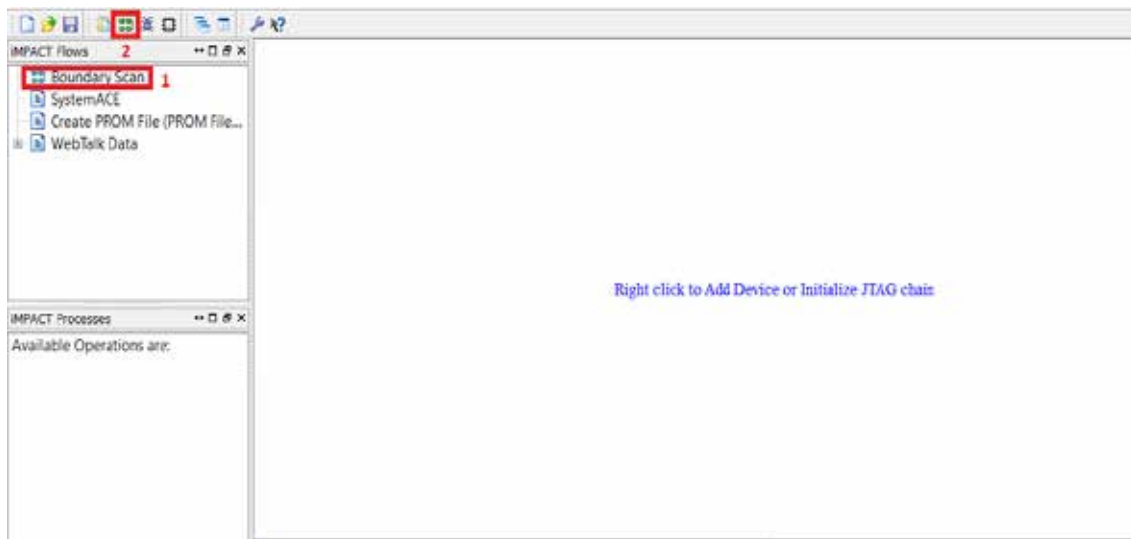 iMPACT Flows 2
Boundary Scan 1
SystemACE
Create PROM File (PROM File...
WebTalk Data
Right click to Add Device or Initialize JTAG chain
iMPACT Processes
Available Operations are: